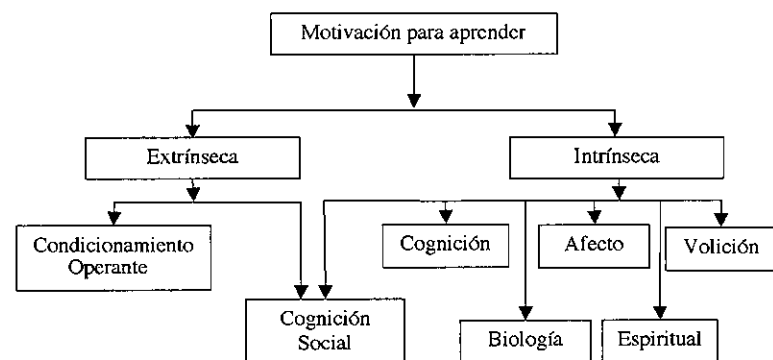 Motivación para aprender
Extrínseca
Intrínseca
Condicionamiento
Operante
Cognición
Afecto
Volición
Cognición
Social
Biología
Espiritual